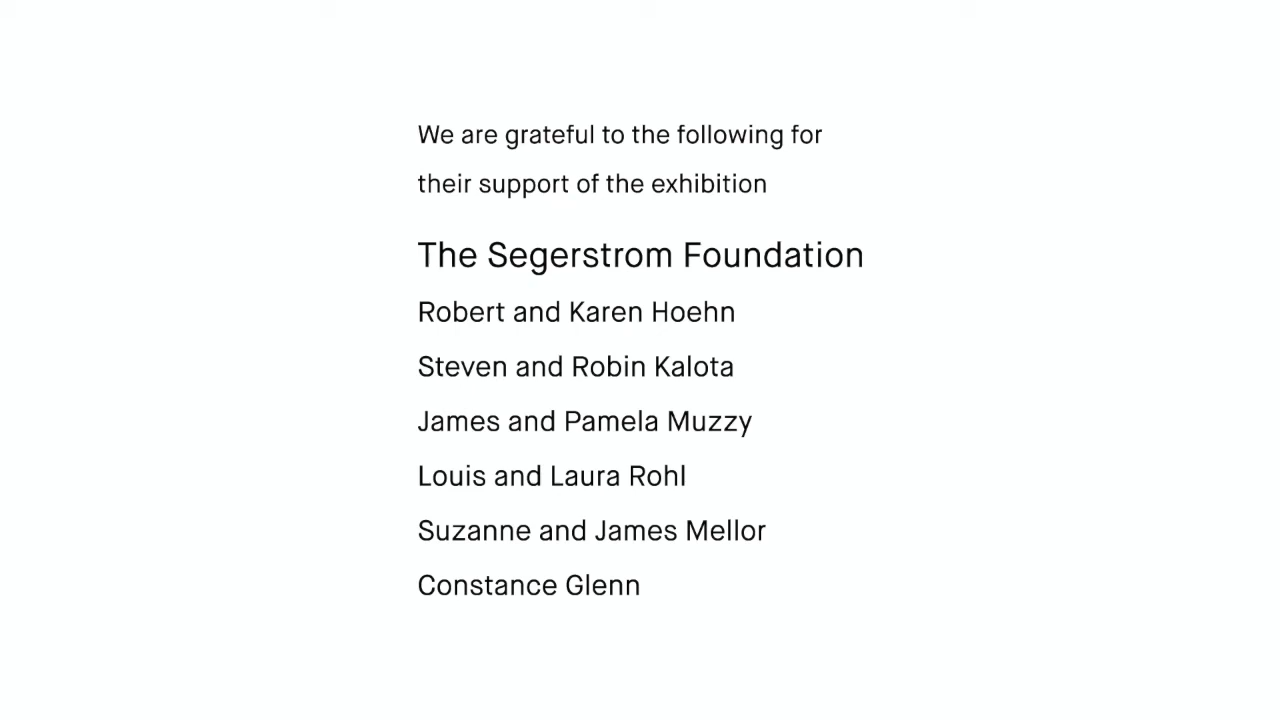 We are grateful to the following for
their support of the exhibition
The Segerstrom Foundation
Robert and Karen Hoehn
Steven and Robin Kalota
James and Pamela Muzzy
Louis and Laura Rohl
Suzanne and James Mellor
Constance Glenn